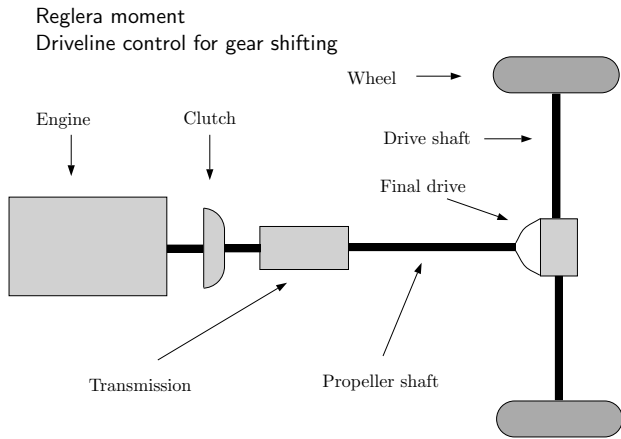 Reglera moment
Driveline control for gear shifting
Wheel
Engine
Clutch
Drive shaft
Final drive
Transmission
Propeller shaft